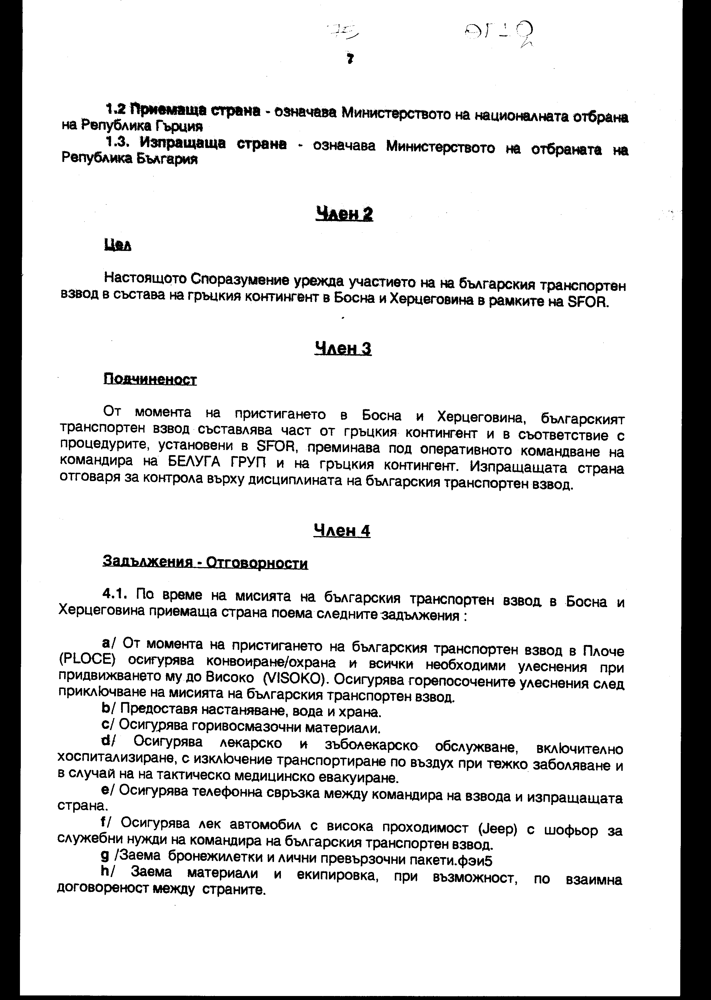 7
1.2 Приемаща страна - означава Министерството на националната отбрана
на Република Гърция
1.3. Изпращаща страна - означава Министерството на отбраната на
Република България
Член 2
Цел
Настоящото Споразумение урежда участието на на българския транспортен
взвод в състава на гръцкия контингент в Босна и Херцеговина в рамките на SFOR.
Член 3
Подчиненост
От момента на пристигането в Босна и Херцеговина, българският
транспортен взвод съставлява част от гръцкия контингент и в съответствие с
процедурите, установени в SFOR, преминава под оперативното командване на
командира на БЕЛУГА ГРУП и на гръцкия контингент. Изпращащата страна
отговаря за контрола върху дисциплината на българския транспортен взвод.
Член 4
Задължения - Отговорности
4.1. По време на мисията на българския транспортен взвод в Босна и
Херцеговина приемаща страна поема следните задължения :
a/ От момента на пристигането на българския транспортен взвод в Плоче
(PLOCE) осигурява конвоиране/охрана и всички необходими улеснения при
придвижването му до Високо (VISOKO). Осигурява горепосочените улеснения след
приключване на мисията на българския транспортен взвод.
b/ Предоставя настаняване, вода и храна.
c/ Осигурява горивосмазочни материали.
d/ Осигурява лекарско и зъболекарско обслужване, включително
хоспитализиране, с изключение транспортиране по въздух при тежко заболяване и
в случай на на тактическо медицинско евакуиране.
e/ Осигурява телефонна свръзка между командира на взвода и изпращащата
страна.
f/ Осигурява лек автомобил с висока проходимост (Jeep) с шофьор за
служебни нужди на командира на българския транспортен взвод.
g /Заема бронежилетки и лични превързочни пакети.фэи5
h/ Заема материали и екипировка, при възможност, по взаимна
договореност между страните.